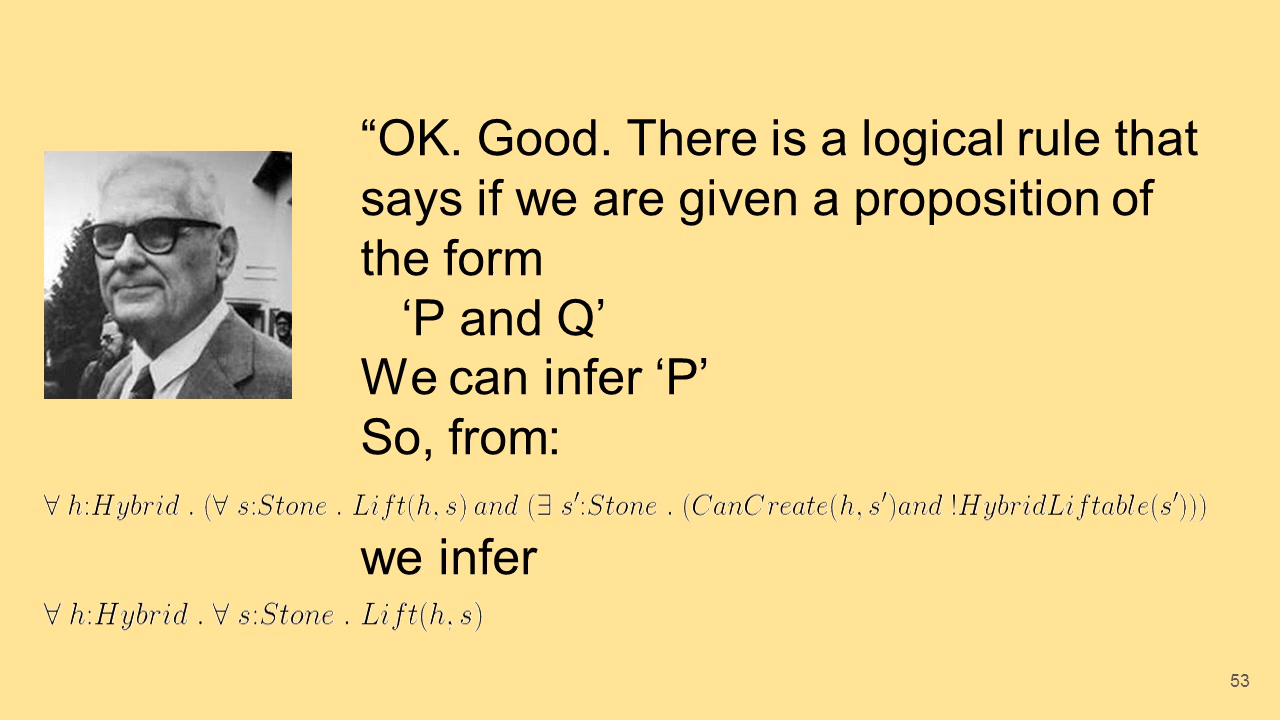 “OK. Good. There is a logical rule that
says if we are given a proposition of
the form
‘P and Q’
We can infer ‘P’
So, from:
∀ h:Hybrid . (∀ s:Stone . Lift(h, s) and (∃ s′:Stone . (CanCreate(h, s′)and !HybridLiftable(s′))))
we infer
∀ h:Hybrid . ∀ s:Stone . Lift(h, s)
53